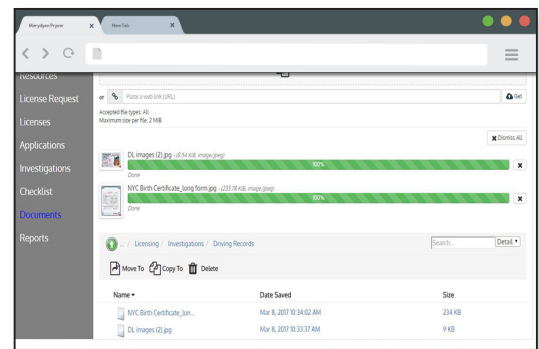 Merydyan Pryore X New Tab X
Resources
or Paste a web link (URL) Get
License Request
Accepted file types: All
Maximum size per file: 2 MiB
Licenses
X Dismiss All
Applications
DL images (2).jpg - (8.54 KiB, image/jpeg)
100%
Investigations
Done
Checklist
NYC Birth Certificate_long form.jpg - (233.78 KiB, image/jpeg)
100%
Documents
Done
Reports
... / Licensing / Investigations / Driving Records Search... Detail
Move To Copy To Delete
Name Date Saved Size
NYC Birth Certificate_lon... Mar 8, 2017 10:34:02 AM 234 KB
DL images (2).jpg Mar 8, 2017 10:33:37 AM 9 KB